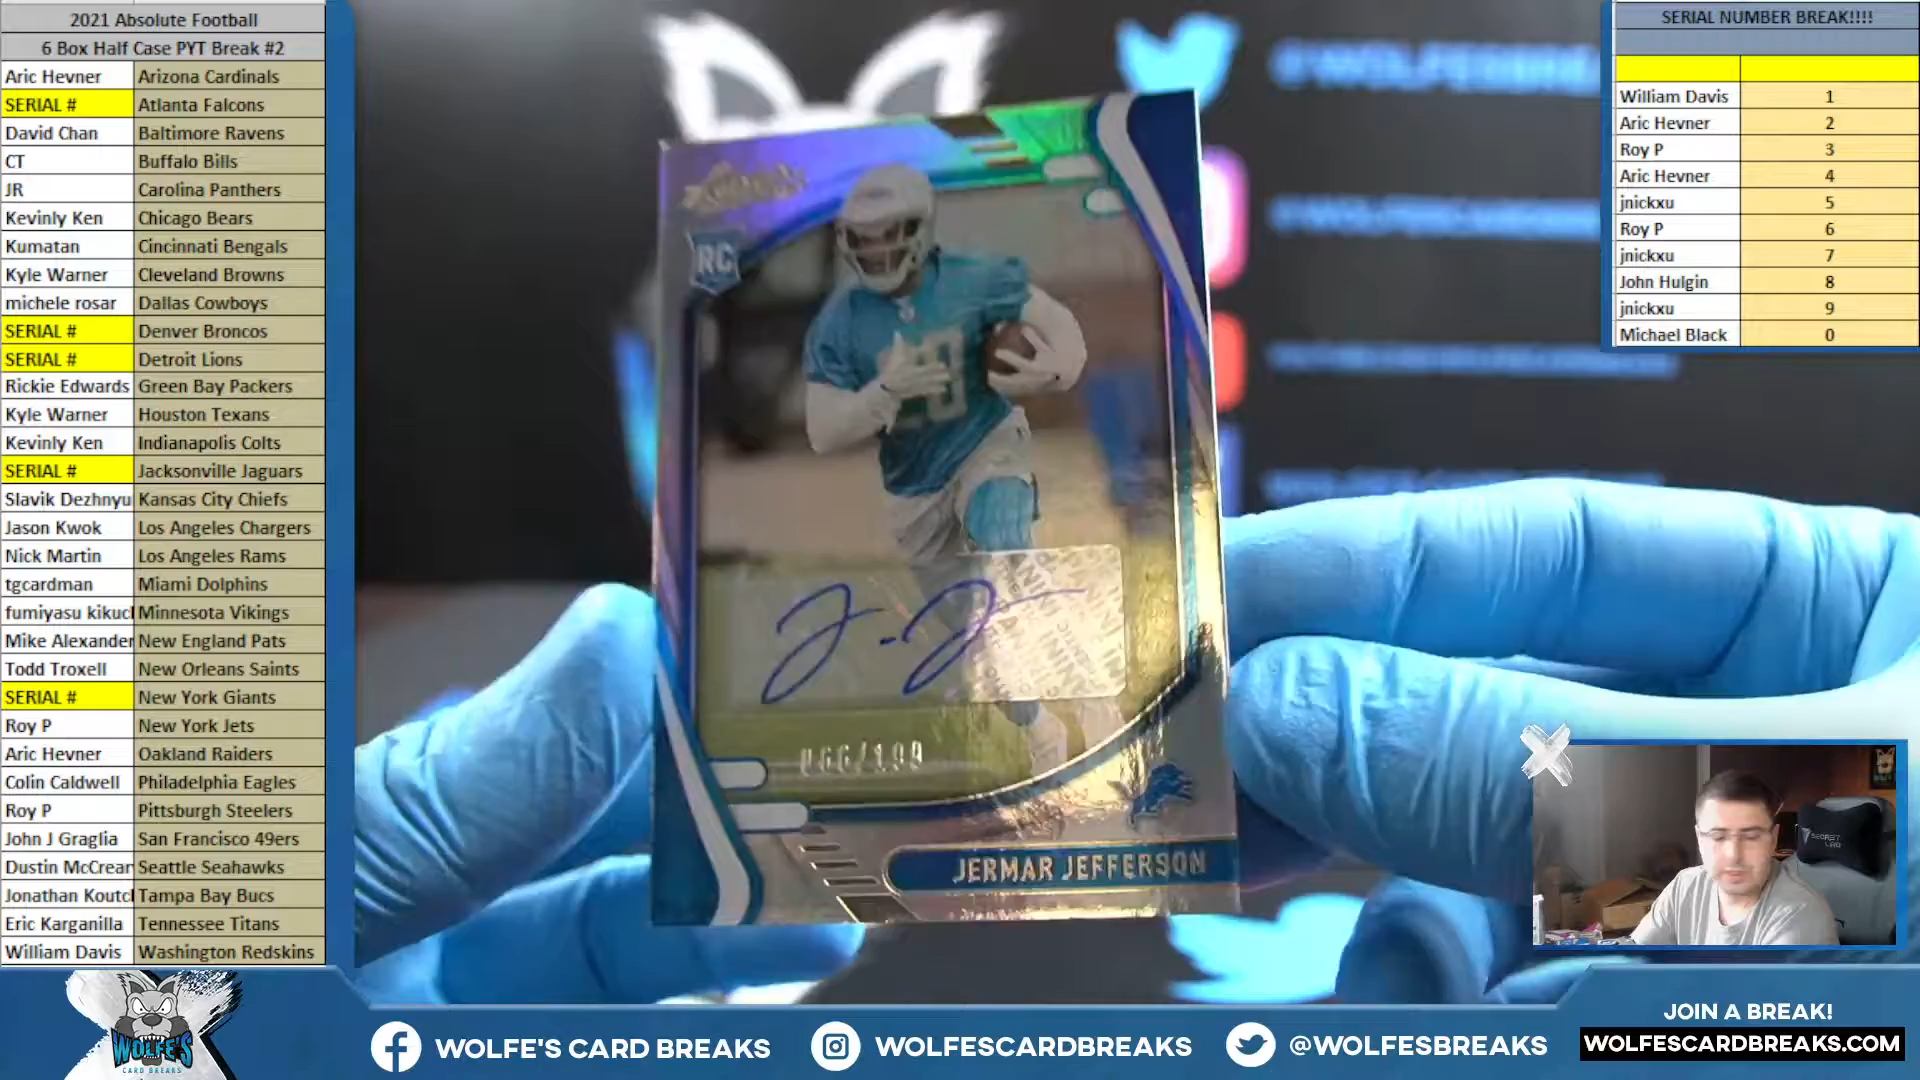 2021 Absolute Football
6 Box Half Case PYT Break #2
Aric Hevner Arizona Cardinals
SERIAL # Atlanta Falcons
David Chan Baltimore Ravens
CT Buffalo Bills
JR Carolina Panthers
Kevinly Ken Chicago Bears
Kumatan Cincinnati Bengals
Kyle Warner Cleveland Browns
michele rosar Dallas Cowboys
SERIAL # Denver Broncos
SERIAL # Detroit Lions
Rickie Edwards Green Bay Packers
Kyle Warner Houston Texans
Kevinly Ken Indianapolis Colts
SERIAL # Jacksonville Jaguars
Slavik Dezhnyu Kansas City Chiefs
Jason Kwok Los Angeles Chargers
Nick Martin Los Angeles Rams
tgcardman Miami Dolphins
fumiyasu kikucl Minnesota Vikings
Mike Alexander New England Pats
Todd Troxell New Orleans Saints
SERIAL # New York Giants
Roy P New York Jets
Aric Hevner Oakland Raiders
Colin Caldwell Philadelphia Eagles
Roy P Pittsburgh Steelers
John J Graglia San Francisco 49ers
Dustin McCrear Seattle Seahawks
Jonathan Koutcl Tampa Bay Bucs
Eric Karganilla Tennessee Titans
William Davis Washington Redskins
SERIAL NUMBER BREAK!!!!
William Davis 1
Aric Hevner 2
Roy P 3
Aric Hevner 4
jnickxu 5
Roy P 6
jnickxu 7
John Hulgin 8
jnickxu 9
Michael Black 0
RC
J-J
066/199
JERMAR JEFFERSON
SECRET LAB
WOLFE'S
CARD BREAKS
WOLFE'S CARD BREAKS
WOLFESCARDBREAKS
@WOLFESBREAKS
JOIN A BREAK!
WOLFESCARDBREAKS.COM